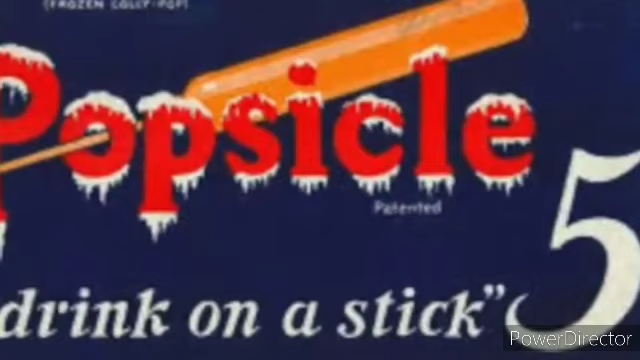 (FROZEN LOLLY-POP)
Popsicle
Patented
drink on a stick" 5
PowerDirector